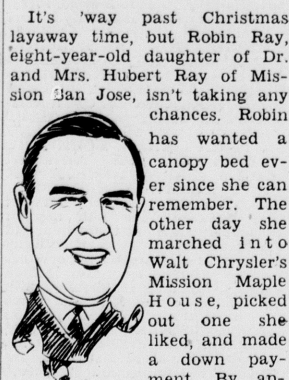 It's 'way past Christmas
layaway time, but Robin Ray,
eight-year-old daughter of Dr.
and Mrs. Hubert Ray of Mis-
sion San Jose, isn't taking any
chances. Robin
has wanted a
canopy bed ev-
er since she can
remember. The
other day she
marched into
Walt Chrysler's
Mission Maple
House, picked
out one she
liked, and made
a down pay-
ment. By an-